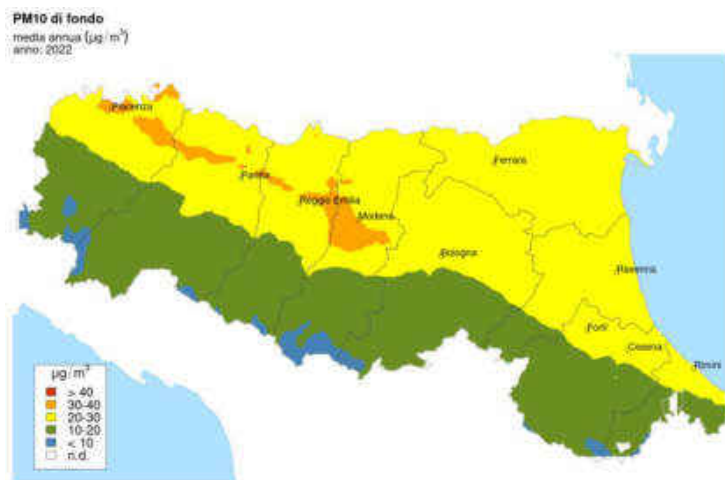 PM10 di fondo
media annua (µg/m³)
anno: 2022
Piacenza
Parma
Reggio Emilia
Modena
Ferrara
Bologna
Ravenna
Forlì
Cesena
Rimini
µg/m³
> 40
30-40
20-30
10-20
< 10
n.d.